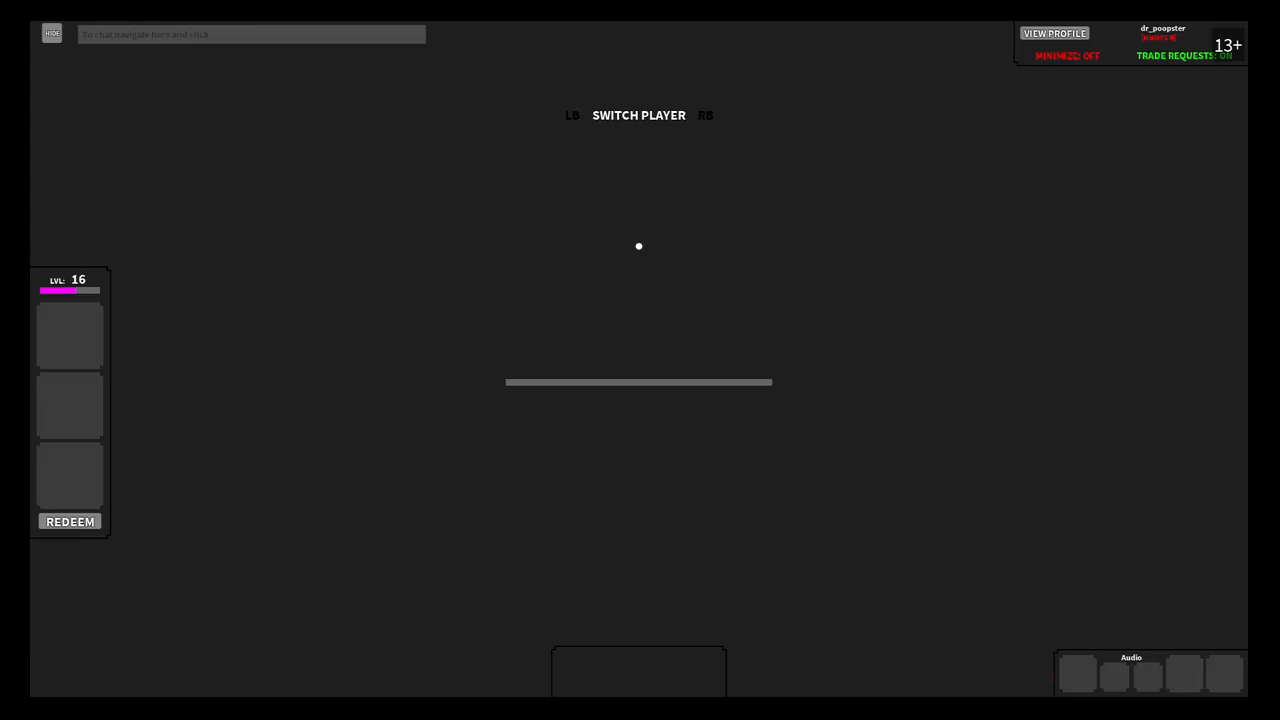 HIDE
To chat navigate here and click
VIEW PROFILE
dr_poopster
13+
MINIMIZE: OFF
TRADE REQUESTS: ON
LB SWITCH PLAYER RB
LVL: 16
REDEEM
Audio